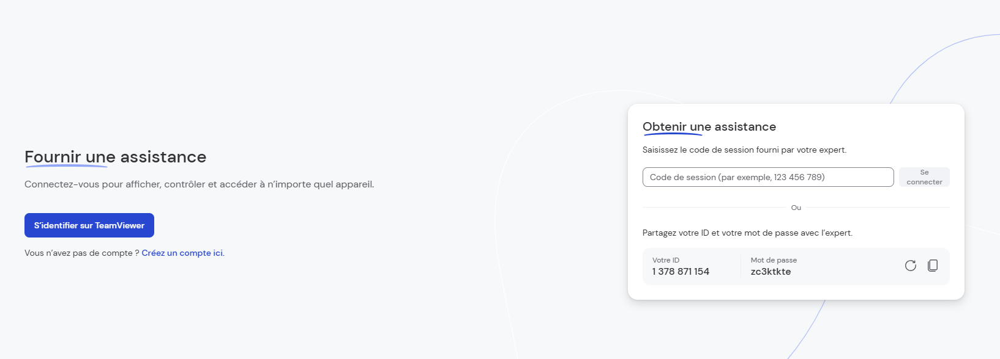 Fournir une assistance
Connectez-vous pour afficher, contrôler et accéder à n’importe quel appareil.
S’identifier sur TeamViewer
Vous n’avez pas de compte ? Créez un compte ici.
Obtenir une assistance
Saisissez le code de session fourni par votre expert.
Code de session (par exemple, 123 456 789)
Se
connecter
Ou
Partagez votre ID et votre mot de passe avec l’expert.
Votre ID
1 378 871 154
Mot de passe
zc3ktkte